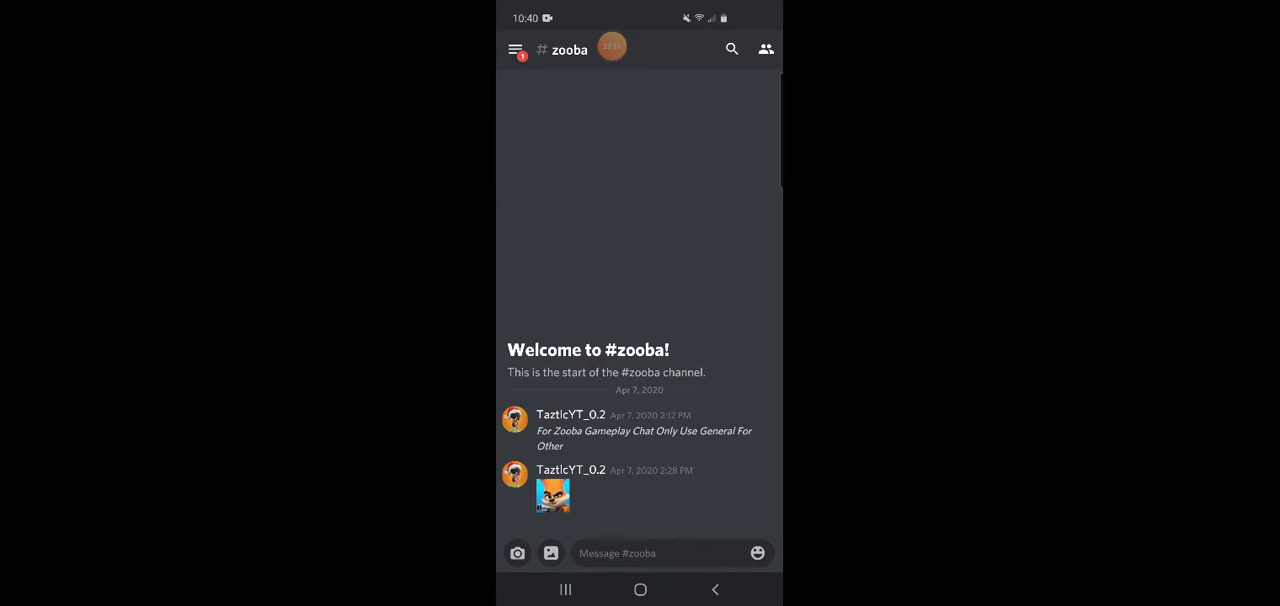 10:40
1
# zooba
Welcome to #zooba!
This is the start of the #zooba channel.
Apr 7, 2020
TaztIcYT_0.2 Apr 7, 2020 2:12 PM
For Zooba Gameplay Chat Only Use General For
Other
TaztIcYT_0.2 Apr 7, 2020 2:28 PM
Message #zooba